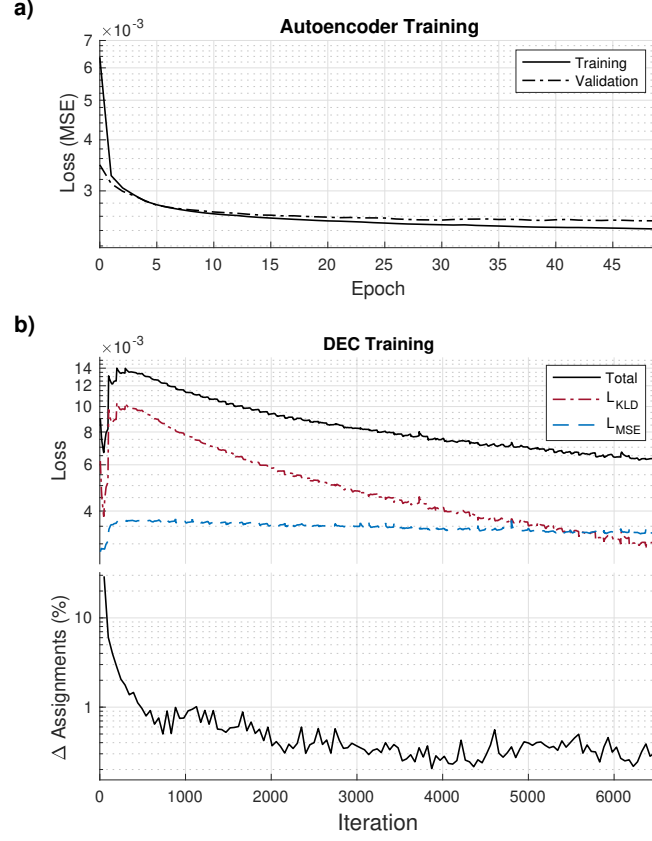 a)
×10⁻³
Autoencoder Training
7
6
5
4
3
Loss (MSE)
Training
Validation
0 5 10 15 20 25 30 35 40 45
Epoch
b)
×10⁻³
DEC Training
14
12
10
8
6
4
Loss
Total
L_KLD
L_MSE
10
1
Δ Assignments (%)
0 1000 2000 3000 4000 5000 6000
Iteration